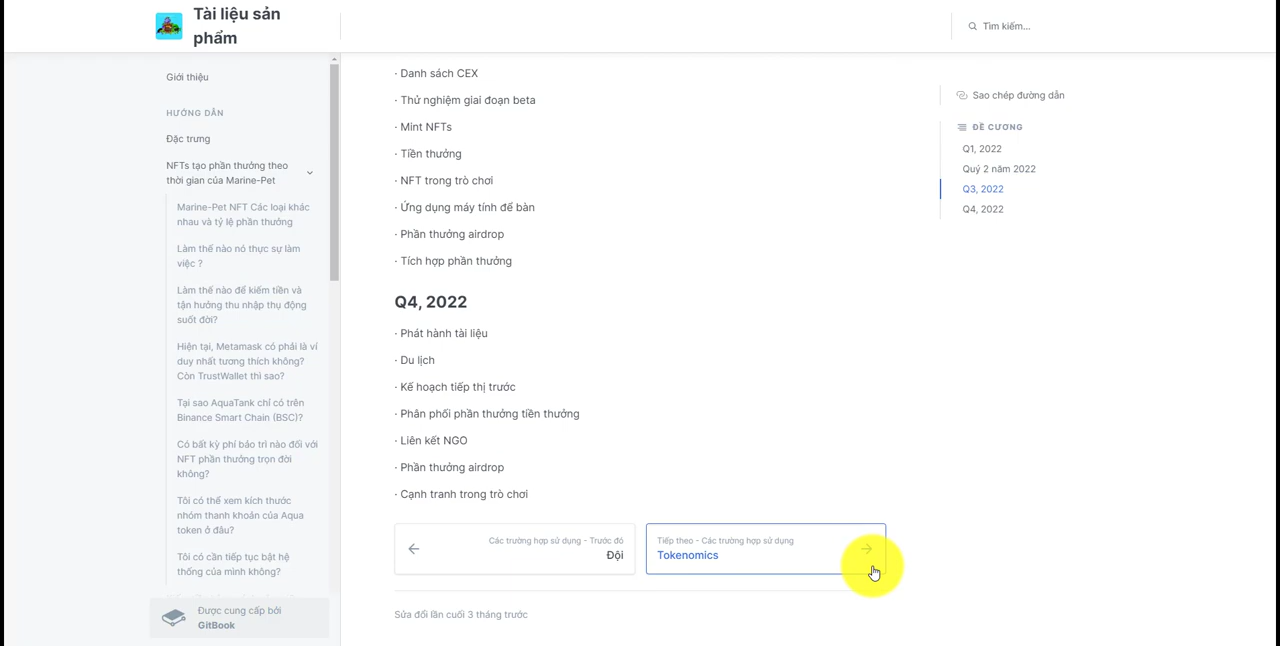 Tài liệu sản
phẩm
Tìm kiếm...
Giới thiệu
HƯỚNG DẪN
Đặc trưng
NFTs tạo phần thưởng theo
thời gian của Marine-Pet
Marine-Pet NFT Các loại khác
nhau và tỷ lệ phần thưởng
Làm thế nào nó thực sự làm
việc ?
Làm thế nào để kiếm tiền và
tận hưởng thu nhập thụ động
suốt đời?
Hiện tại, Metamask có phải là ví
duy nhất tương thích không?
Còn TrustWallet thì sao?
Tại sao AquaTank chỉ có trên
Binance Smart Chain (BSC)?
Có bất kỳ phí bảo trì nào đối với
NFT phần thưởng trọn đời
không?
Tôi có thể xem kích thước
nhóm thanh khoản của Aqua
token ở đâu?
Tôi có cần tiếp tục bật hệ
thống của mình không?
Được cung cấp bởi
GitBook
· Danh sách CEX
· Thử nghiệm giai đoạn beta
· Mint NFTs
· Tiền thưởng
· NFT trong trò chơi
· Ứng dụng máy tính để bàn
· Phần thưởng airdrop
· Tích hợp phần thưởng
Q4, 2022
· Phát hành tài liệu
· Du lịch
· Kế hoạch tiếp thị trước
· Phân phối phần thưởng tiền thưởng
· Liên kết NGO
· Phần thưởng airdrop
· Cạnh tranh trong trò chơi
Các trường hợp sử dụng - Trước đó
Đội
Tiếp theo - Các trường hợp sử dụng
Tokenomics
Sửa đổi lần cuối 3 tháng trước
Sao chép đường dẫn
ĐỀ CƯƠNG
Q1, 2022
Quý 2 năm 2022
Q3, 2022
Q4, 2022